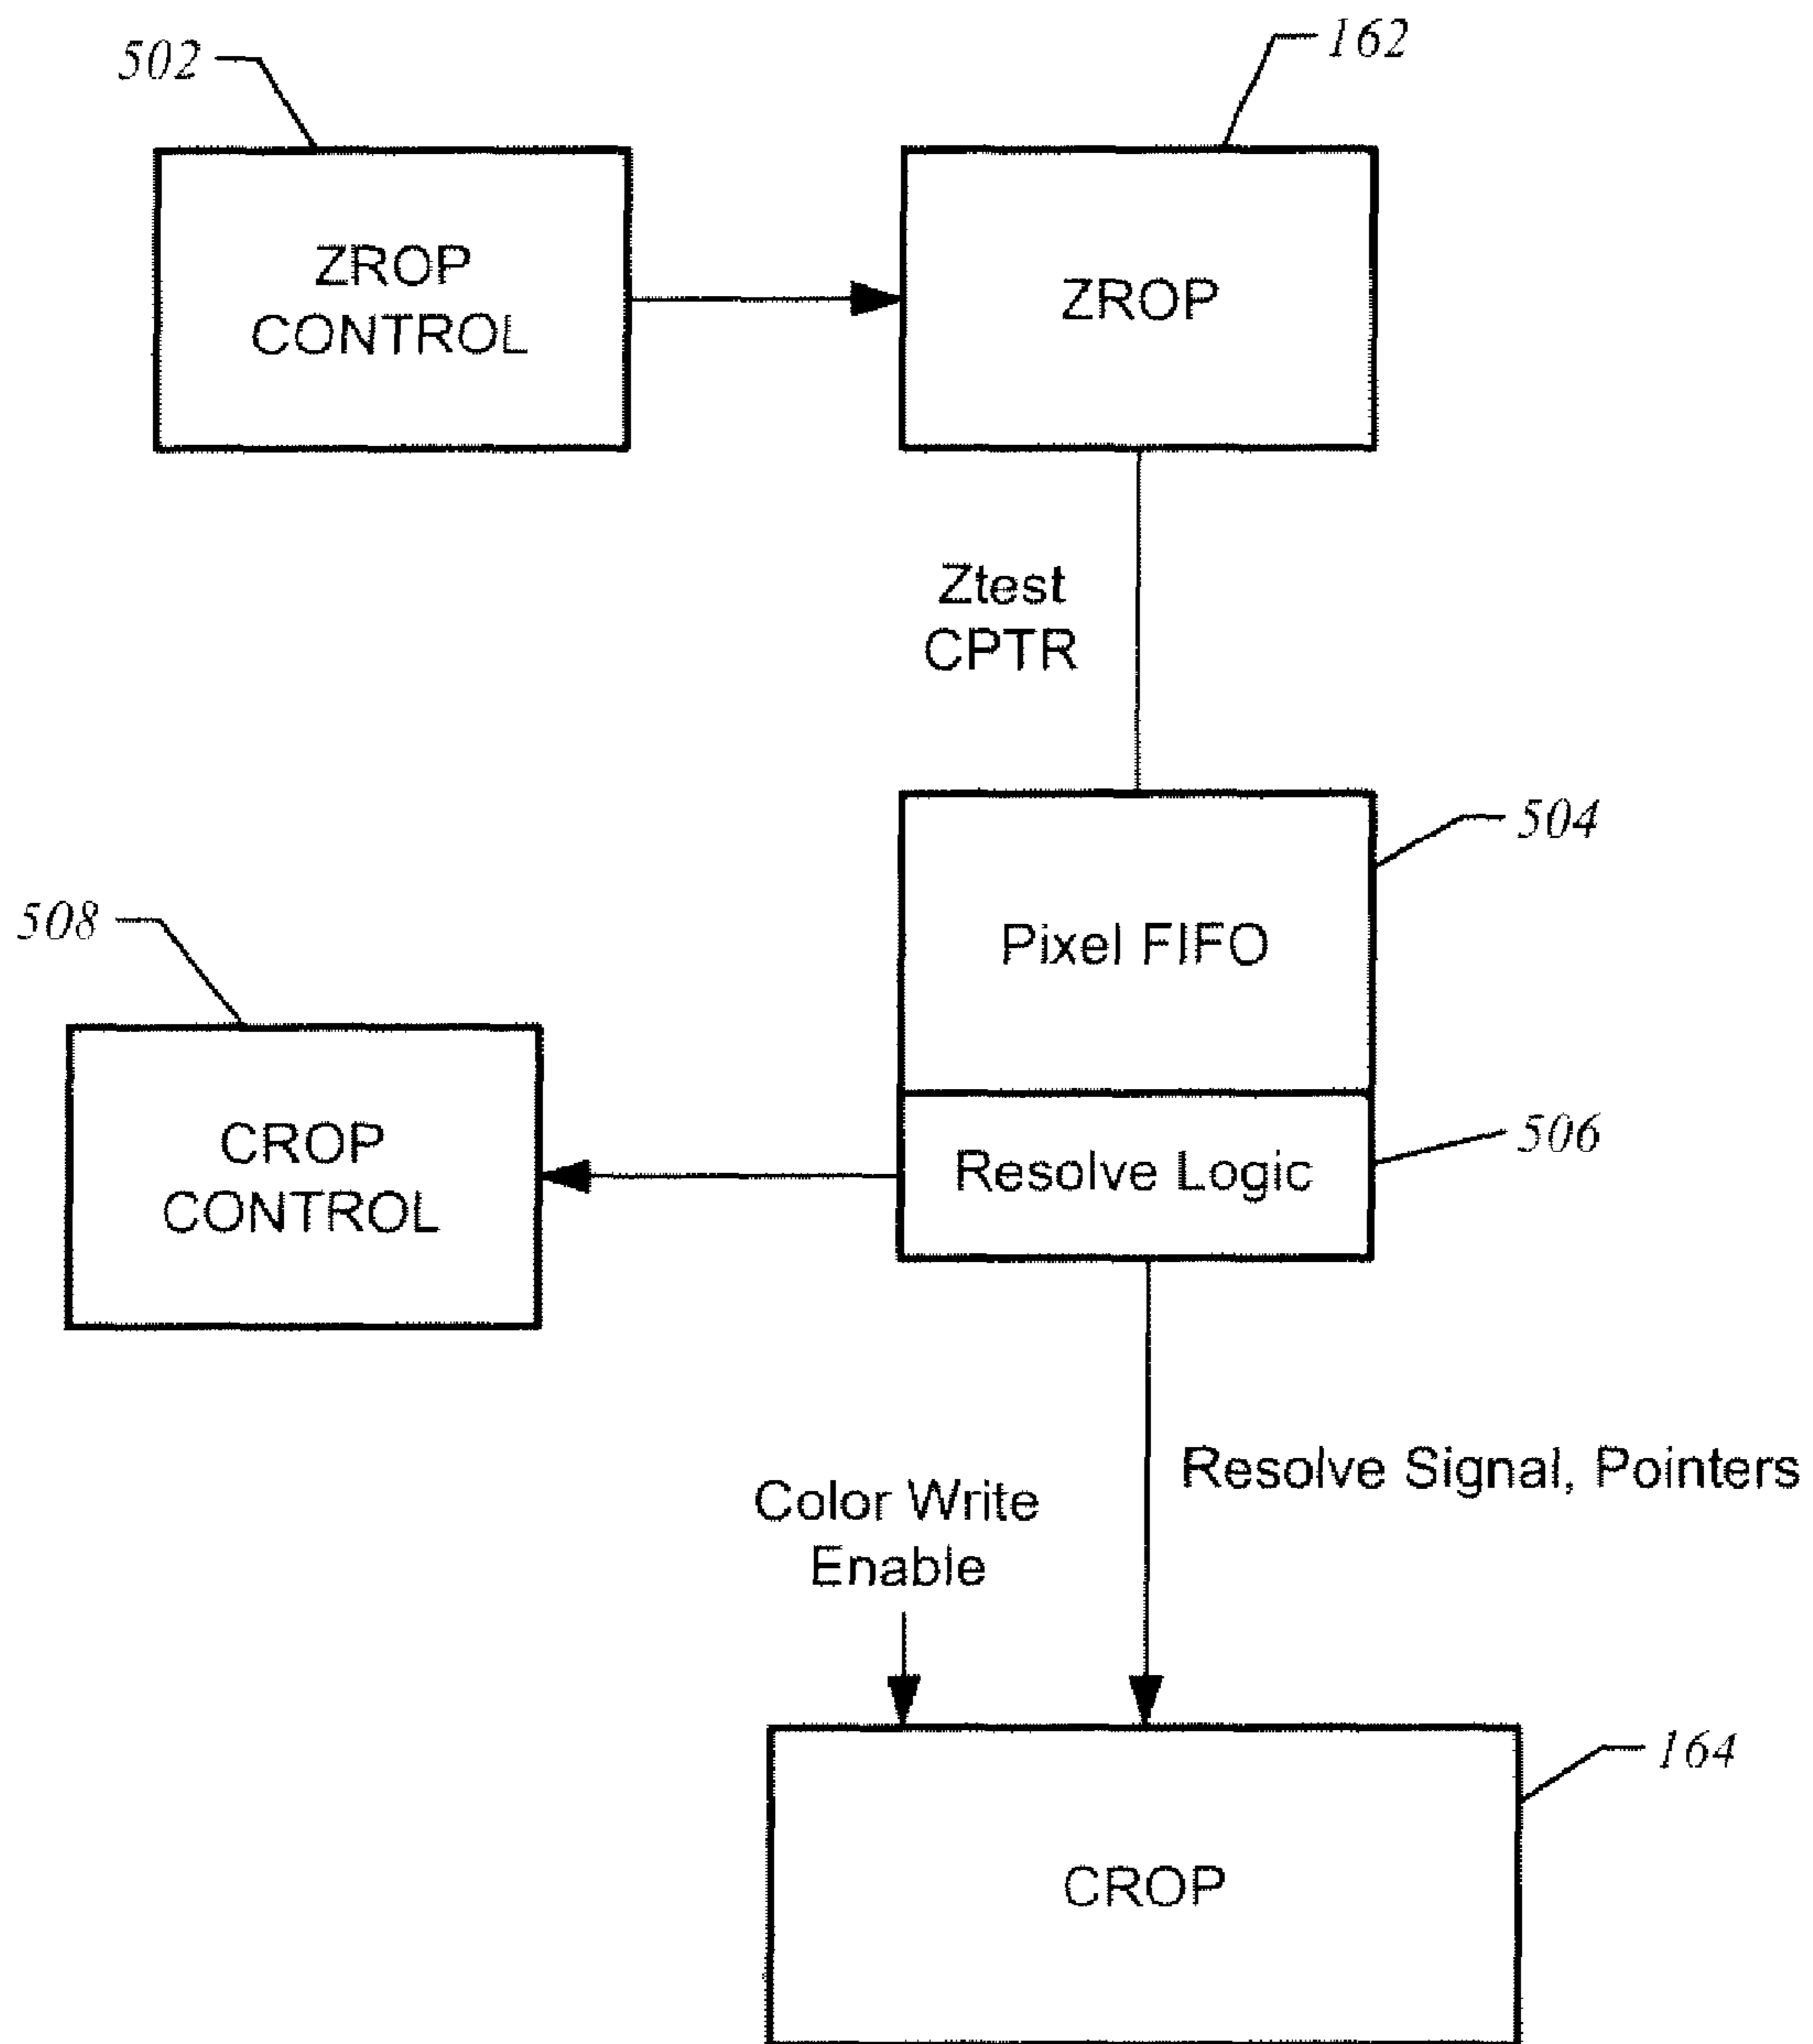 502
162
ZROP
CONTROL
ZROP
Ztest
CPTR
504
Pixel FIFO
508
506
CROP
CONTROL
Resolve Logic
Resolve Signal, Pointers
Color Write
Enable
164
CROP